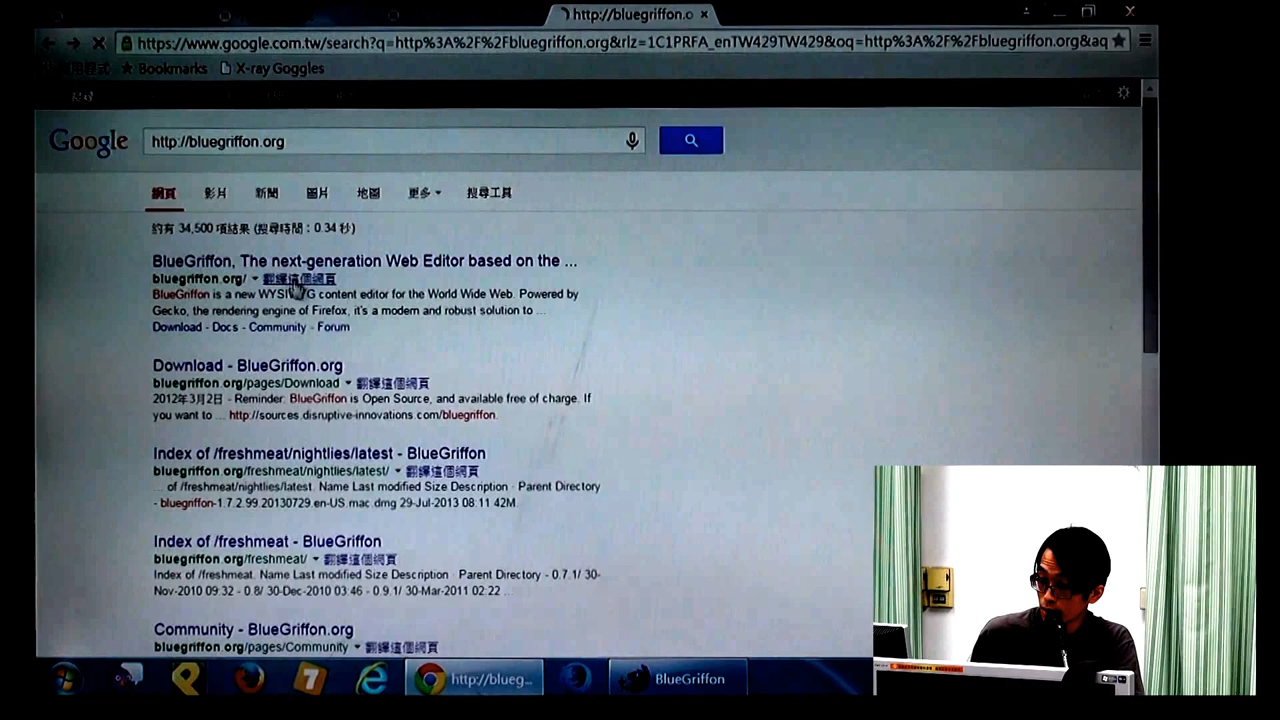 http://bluegriffon.o ×
https://www.google.com.tw/search?q=http%3A%2F%2Fbluegriffon.org&rlz=1C1PRFA_enTW429TW429&oq=http%3A%2F%2Fbluegriffon.org&aq
Bookmarks X-ray Goggles
搜尋
Google http://bluegriffon.org
網頁 影片 新聞 圖片 地圖 更多 搜尋工具
約有 34,500 項結果 (搜尋時間：0.34 秒)
BlueGriffon, The next-generation Web Editor based on the ...
bluegriffon.org/ 翻譯這個網頁
BlueGriffon is a new content editor for the World Wide Web. Powered by
Gecko, the rendering engine of Firefox, it's a modern and robust solution to ...
Download - Docs - Community - Forum
Download - BlueGriffon.org
bluegriffon.org/pages/Download 翻譯這個網頁
2012年3月2日 - Reminder: BlueGriffon is Open Source, and available free of charge. If
you want to ... http://sources.disruptive-innovations.com/bluegriffon.
Index of /freshmeat/nightlies/latest - BlueGriffon
bluegriffon.org/freshmeat/nightlies/latest/ 翻譯這個網頁
... of /freshmeat/nightlies/latest. Name Last modified Size Description · Parent Directory
- bluegriffon-1.7.2.99.20130729.en-US.mac.dmg 29-Jul-2013 08:11 42M.
Index of /freshmeat - BlueGriffon
bluegriffon.org/freshmeat/ 翻譯這個網頁
Index of /freshmeat. Name Last modified Size Description · Parent Directory - 0.7.1/ 30-
Nov-2010 09:32 - 0.8/ 30-Dec-2010 03:46 - 0.9.1/ 30-Mar-2011 02:22 ...
Community - BlueGriffon.org
bluegriffon.org/pages/Community 翻譯這個網頁
7 http://blueg... BlueGriffon